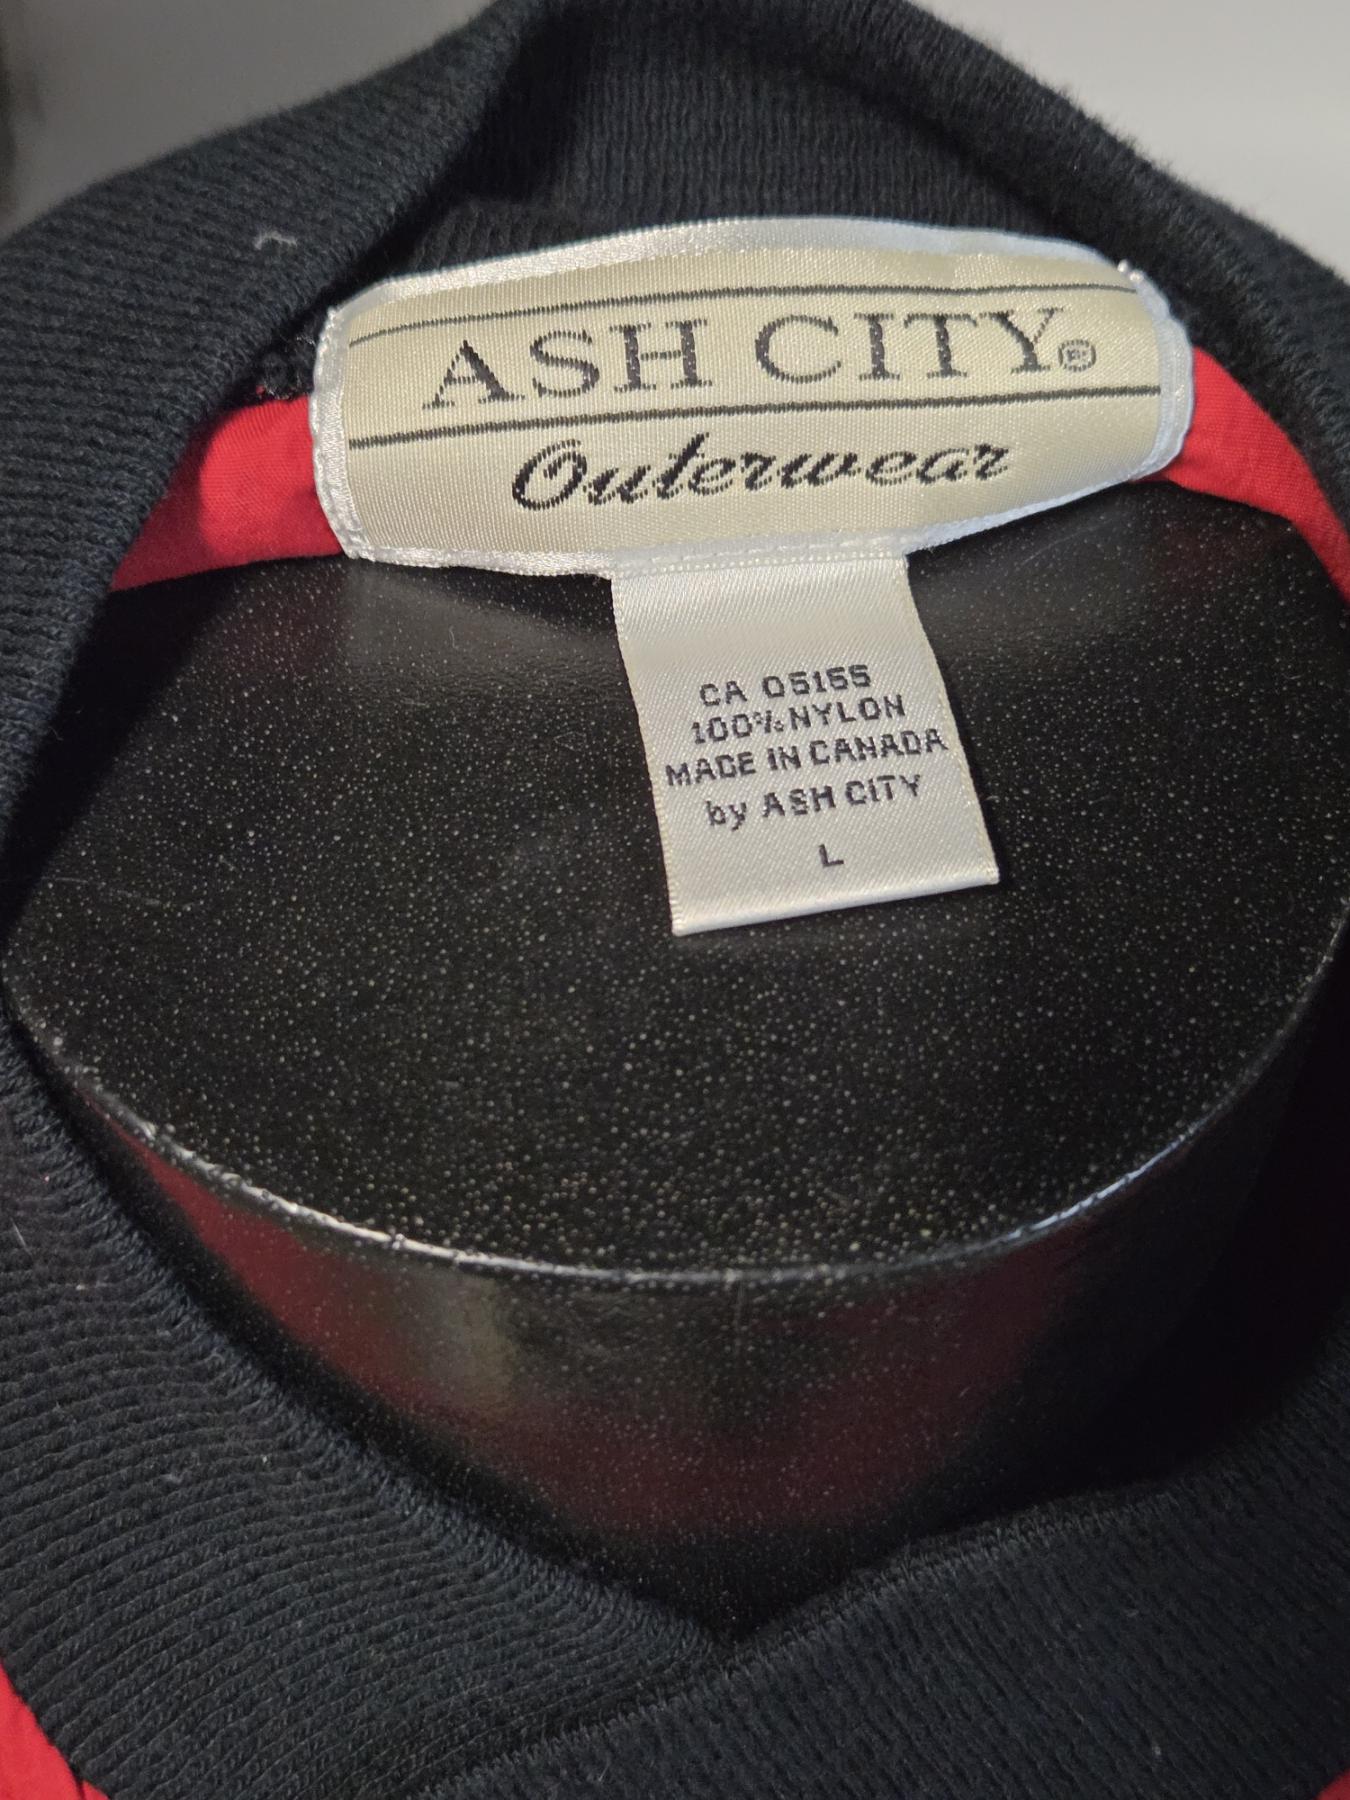 ASH CITY®
Outerwear
CA 05155
100% NYLON
MADE IN CANADA
by ASH CITY
L